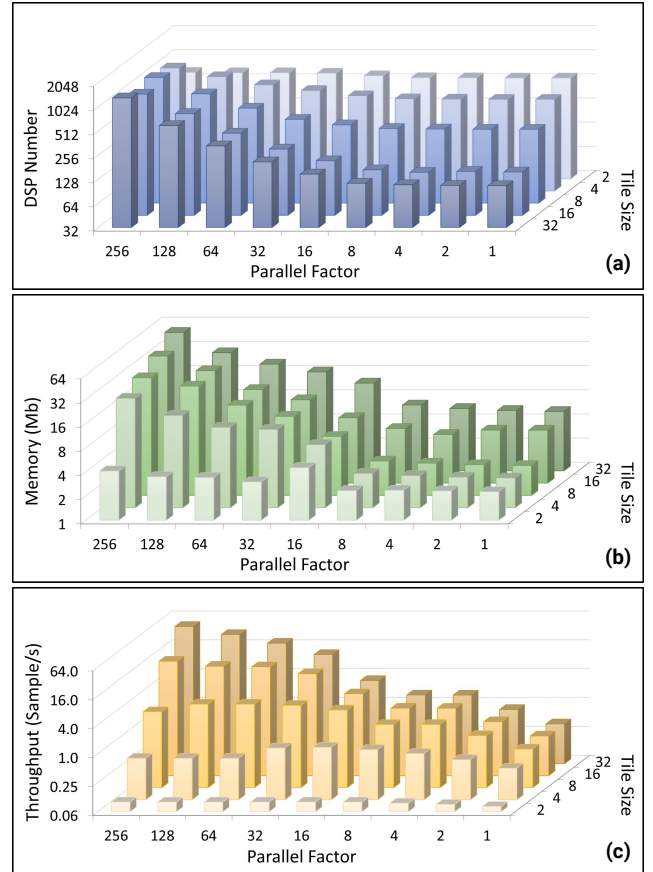 2048
1024
512
256
128
64
32
DSP Number
256 128 64 32 16 8 4 2 1
Parallel Factor
32 16 8 4 2
Tile Size
(a)
64
32
16
8
4
2
1
Memory (Mb)
256 128 64 32 16 8 4 2 1
Parallel Factor
2 4 8 16 32
Tile Size
(b)
64.0
16.0
4.0
1.0
0.25
0.06
Throughput (Sample/s)
256 128 64 32 16 8 4 2 1
Parallel Factor
2 4 8 16 32
Tile Size
(c)